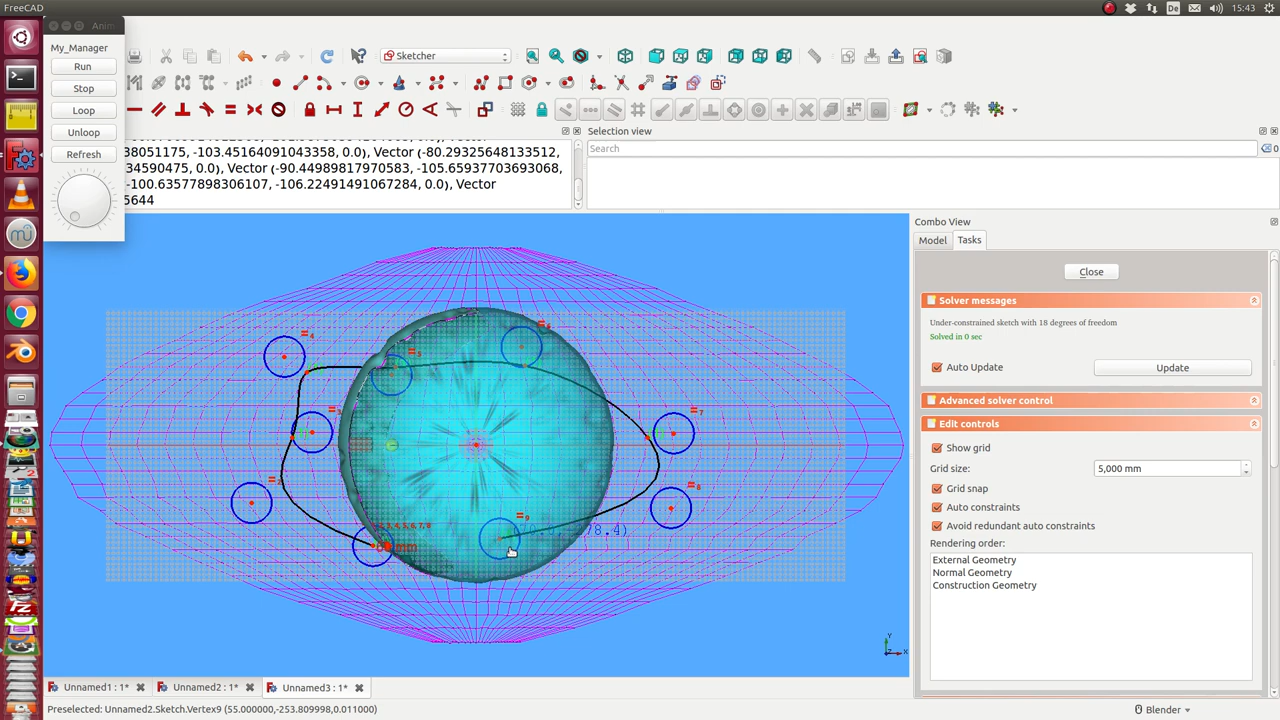 FreeCAD
De
15:43
Anim
My_Manager
Run
Stop
Loop
Unloop
Refresh
Sketcher
38051175, -103.45164091043358, 0.0), Vector (-80.29325648133512,
34590475, 0.0), Vector (-90.44989817970583, -105.65937703693068,
-100.63577898306107, -106.22491491067284, 0.0), Vector
5644
Selection view
Search
0
Combo View
Model
Tasks
Close
Solver messages
Under-constrained sketch with 18 degrees of freedom
Solved in 0 sec
Auto Update
Update
Advanced solver control
Edit controls
Show grid
Grid size:
5,000 mm
Grid snap
Auto constraints
Avoid redundant auto constraints
Rendering order:
External Geometry
Normal Geometry
Construction Geometry
Unnamed1 : 1*
Unnamed2 : 1*
Unnamed3 : 1*
Preselected: Unnamed2.Sketch.Vertex9 (55.000000,-253.809998,0.011000)
Blender